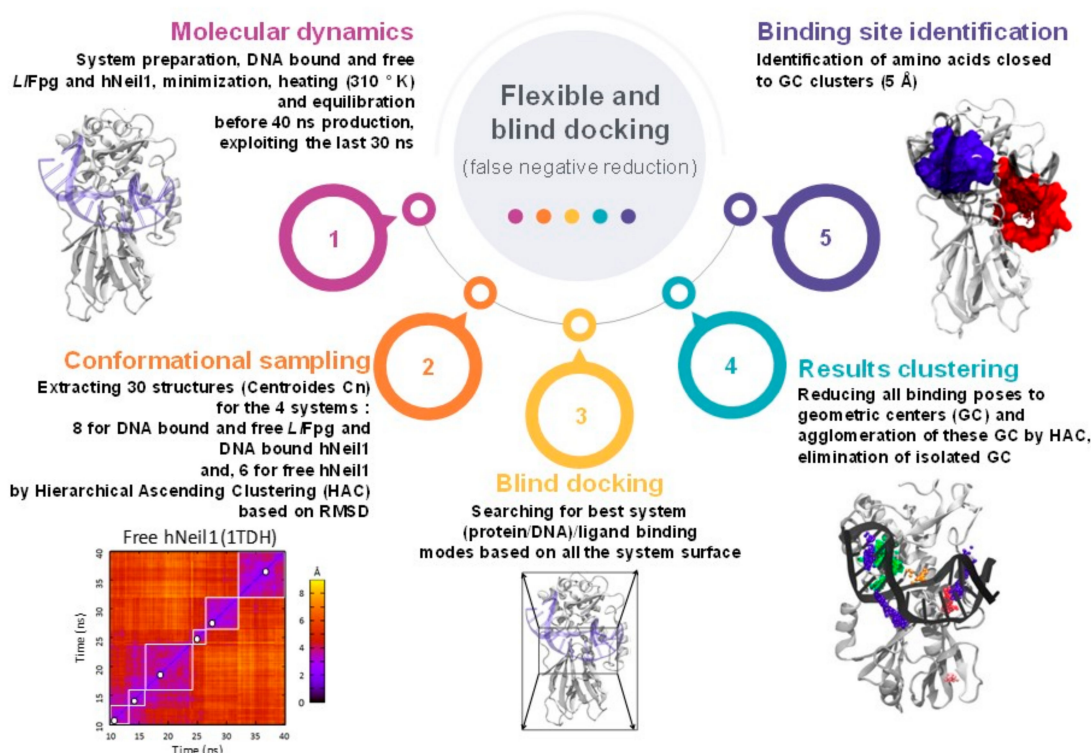 Molecular dynamics
System preparation, DNA bound and free
LlFpg and hNeil1, minimization, heating (310 ° K)
and equilibration
before 40 ns production,
exploiting the last 30 ns
Flexible and
blind docking
(false negative reduction)
Binding site identification
Identification of amino acids closed
to GC clusters (5 Å)
1
2
3
4
5
Conformational sampling
Extracting 30 structures (Centroides Cn)
for the 4 systems :
8 for DNA bound and free LlFpg and
DNA bound hNeil1
and, 6 for free hNeil1
by Hierarchical Ascending Clustering (HAC)
based on RMSD
Free hNeil1 (1TDH)
Time (ns)
40
35
30
25
20
15
10
10 15 20 25 30 35 40
Time (ns)
Å
8
6
4
2
0
Blind docking
Searching for best system
(protein/DNA)/ligand binding
modes based on all the system surface
Results clustering
Reducing all binding poses to
geometric centers (GC) and
agglomeration of these GC by HAC,
elimination of isolated GC